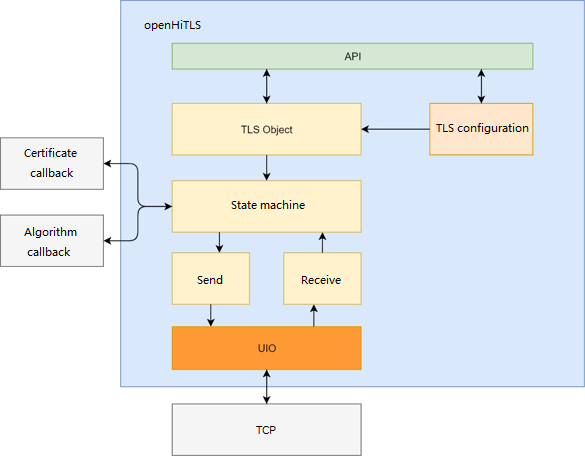 openHiTLS
API
TLS Object
TLS configuration
Certificate
callback
State machine
Algorithm
callback
Send
Receive
UIO
TCP